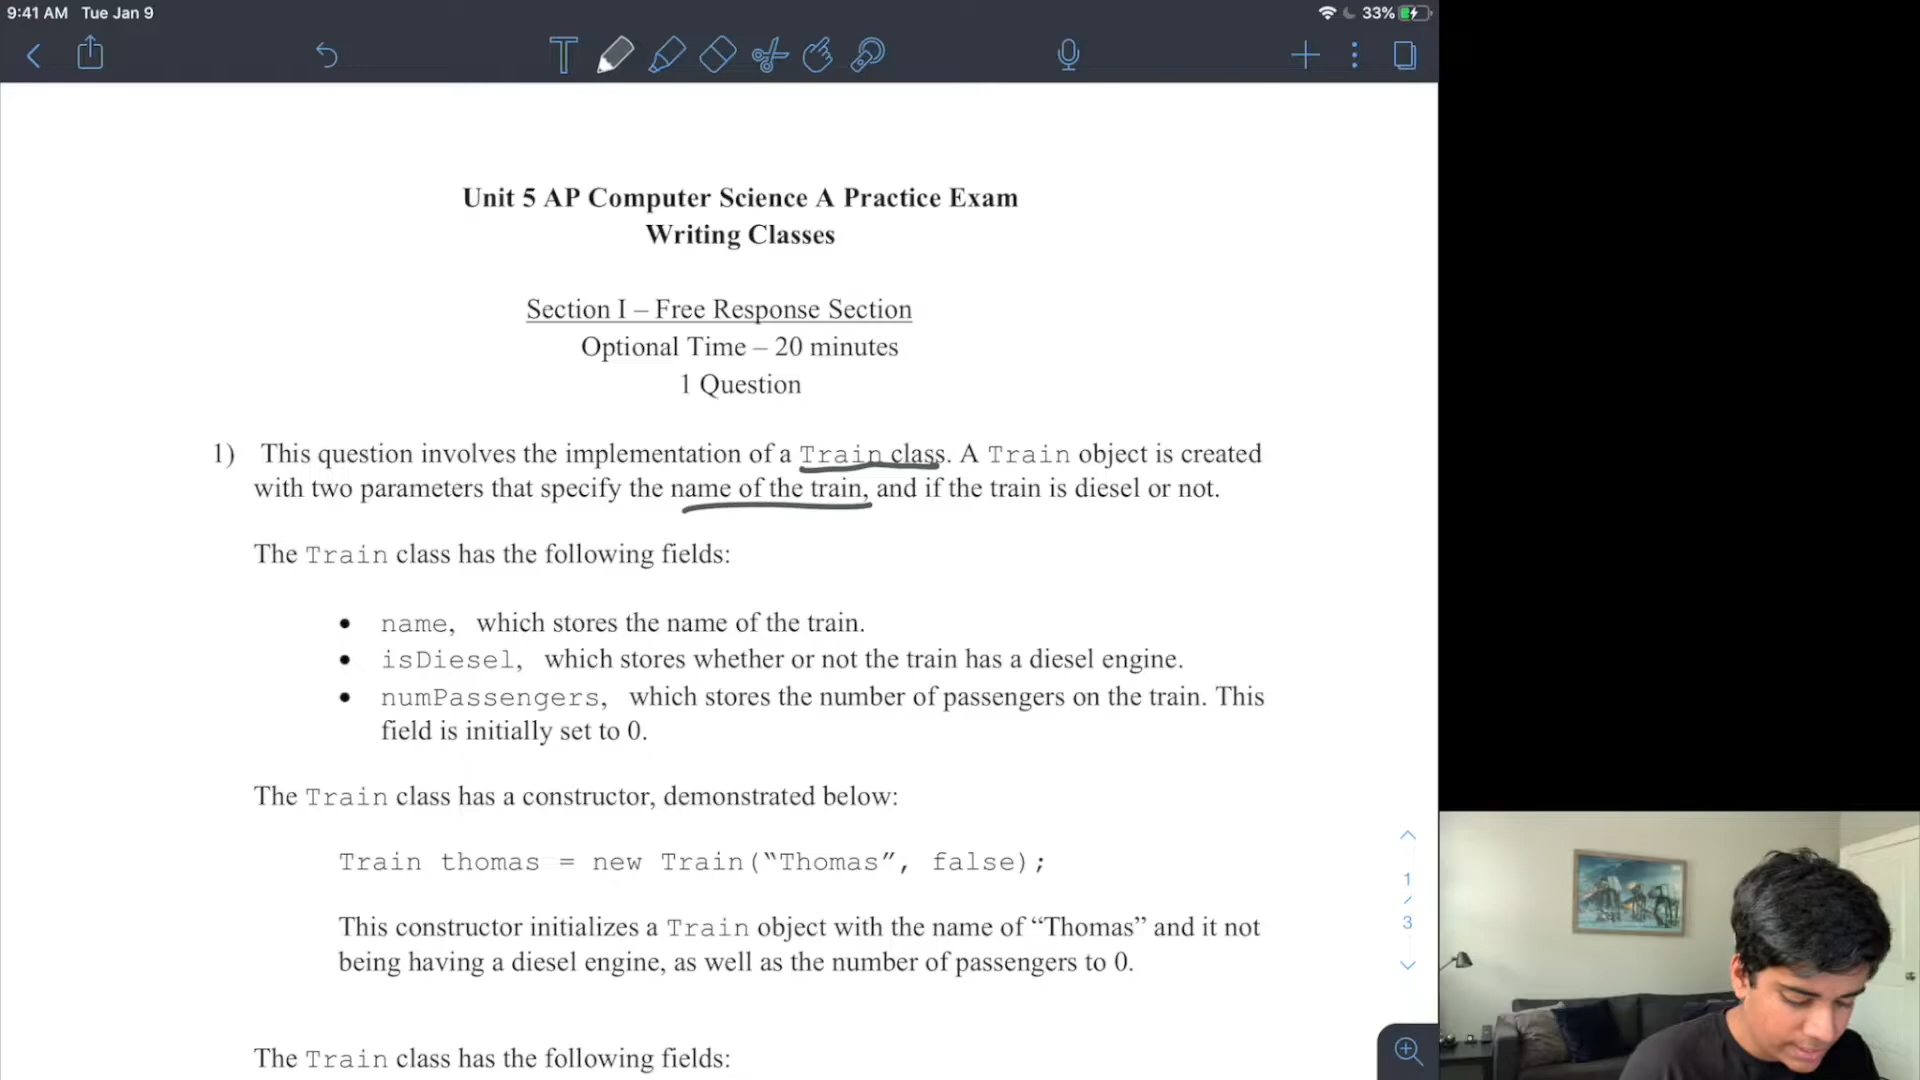 9:41 AM Tue Jan 9
33%
Unit 5 AP Computer Science A Practice Exam
Writing Classes
Section I – Free Response Section
Optional Time – 20 minutes
1 Question
1) This question involves the implementation of a Train class. A Train object is created
with two parameters that specify the name of the train, and if the train is diesel or not.
The Train class has the following fields:
• name, which stores the name of the train.
• isDiesel, which stores whether or not the train has a diesel engine.
• numPassengers, which stores the number of passengers on the train. This
field is initially set to 0.
The Train class has a constructor, demonstrated below:
Train thomas = new Train(“Thomas”, false);
This constructor initializes a Train object with the name of “Thomas” and it not
being having a diesel engine, as well as the number of passengers to 0.
The Train class has the following fields:
1
/
3